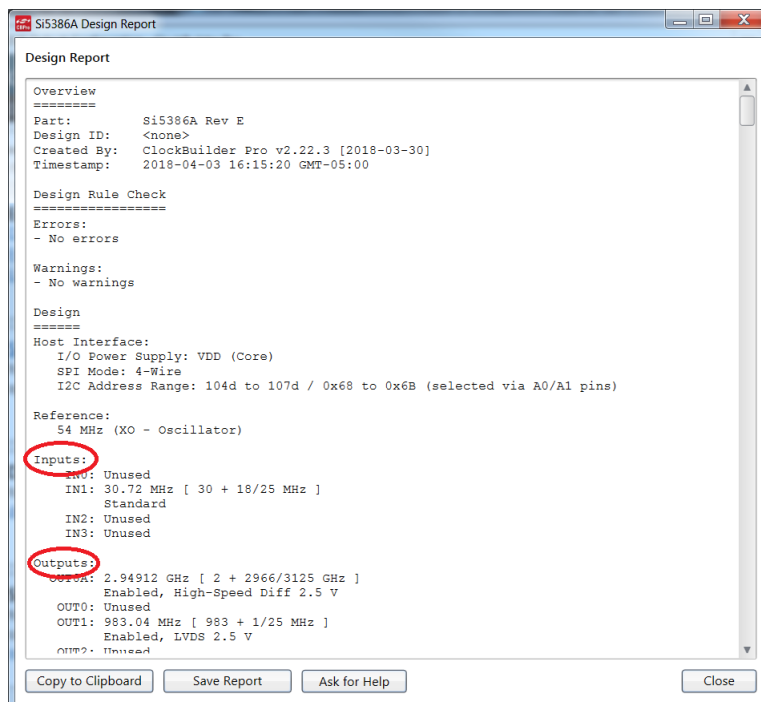 Si5386A Design Report
Design Report
Overview
========
Part: Si5386A Rev E
Design ID: <none>
Created By: ClockBuilder Pro v2.22.3 [2018-03-30]
Timestamp: 2018-04-03 16:15:20 GMT-05:00
Design Rule Check
=================
Errors:
- No errors
Warnings:
- No warnings
Design
======
Host Interface:
I/O Power Supply: VDD (Core)
SPI Mode: 4-Wire
I2C Address Range: 104d to 107d / 0x68 to 0x6B (selected via A0/A1 pins)
Reference:
54 MHz (XO - Oscillator)
Inputs:
IN0: Unused
IN1: 30.72 MHz [ 30 + 18/25 MHz ]
Standard
IN2: Unused
IN3: Unused
Outputs:
OUT0A: 2.94912 GHz [ 2 + 2966/3125 GHz ]
Enabled, High-Speed Diff 2.5 V
OUT0: Unused
OUT1: 983.04 MHz [ 983 + 1/25 MHz ]
Enabled, LVDS 2.5 V
OUT2: Unused
Copy to Clipboard
Save Report
Ask for Help
Close